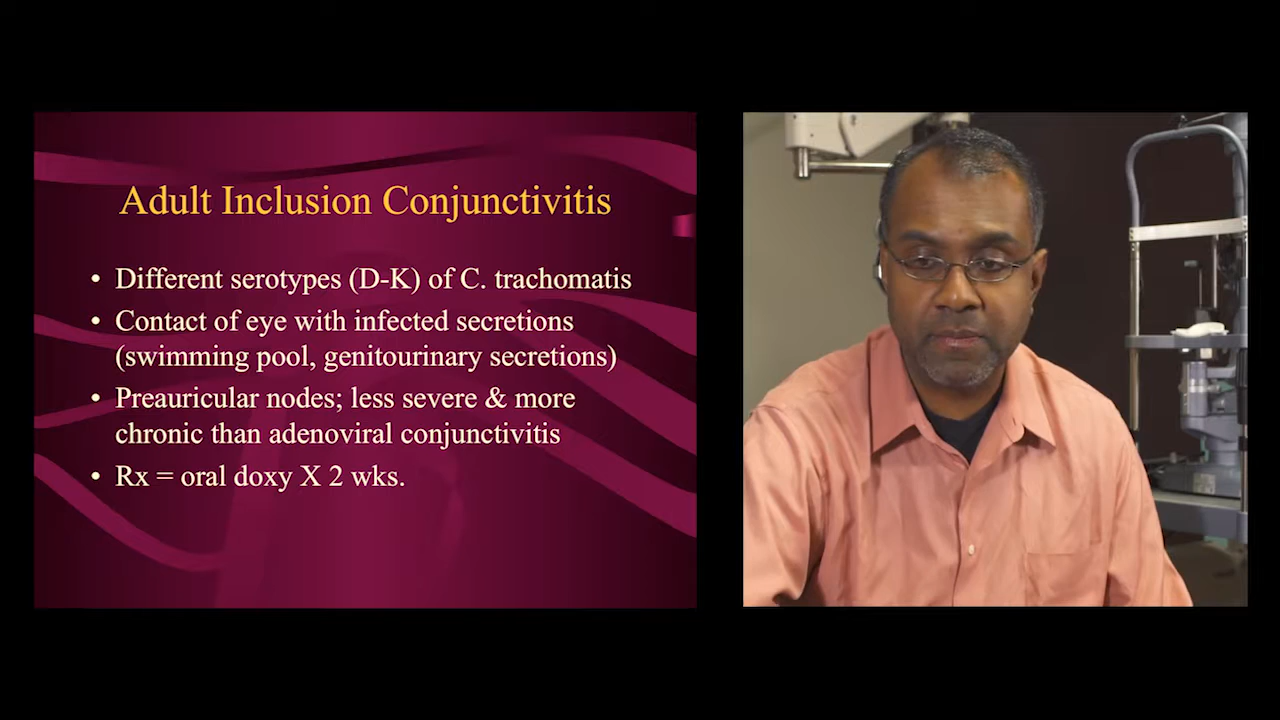 Adult Inclusion Conjunctivitis
• Different serotypes (D-K) of C. trachomatis
• Contact of eye with infected secretions
(swimming pool, genitourinary secretions)
• Preauricular nodes; less severe & more
chronic than adenoviral conjunctivitis
• Rx = oral doxy X 2 wks.